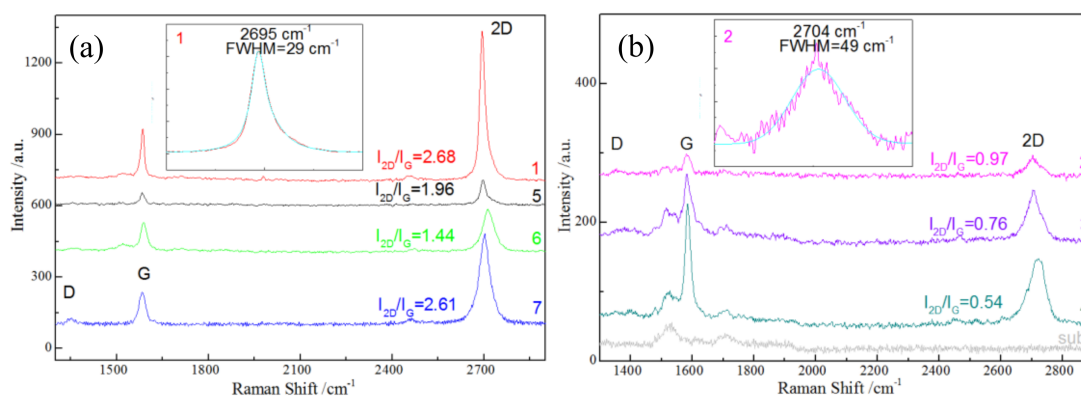 (a)
1
2695 cm-1
FWHM=29 cm-1
2D
1200
900
600
300
0
Intensity /a.u.
I2D/IG=2.68
1
I2D/IG=1.96
5
I2D/IG=1.44
6
D
G
I2D/IG=2.61
7
1500
1800
2100
2400
2700
Raman Shift /cm-1
(b)
2
2704 cm-1
FWHM=49 cm-1
400
200
0
Intensity /a.u.
D
G
2D
I2D/IG=0.97
I2D/IG=0.76
I2D/IG=0.54
sub
1400
1600
1800
2000
2200
2400
2600
2800
Raman Shift /cm-1